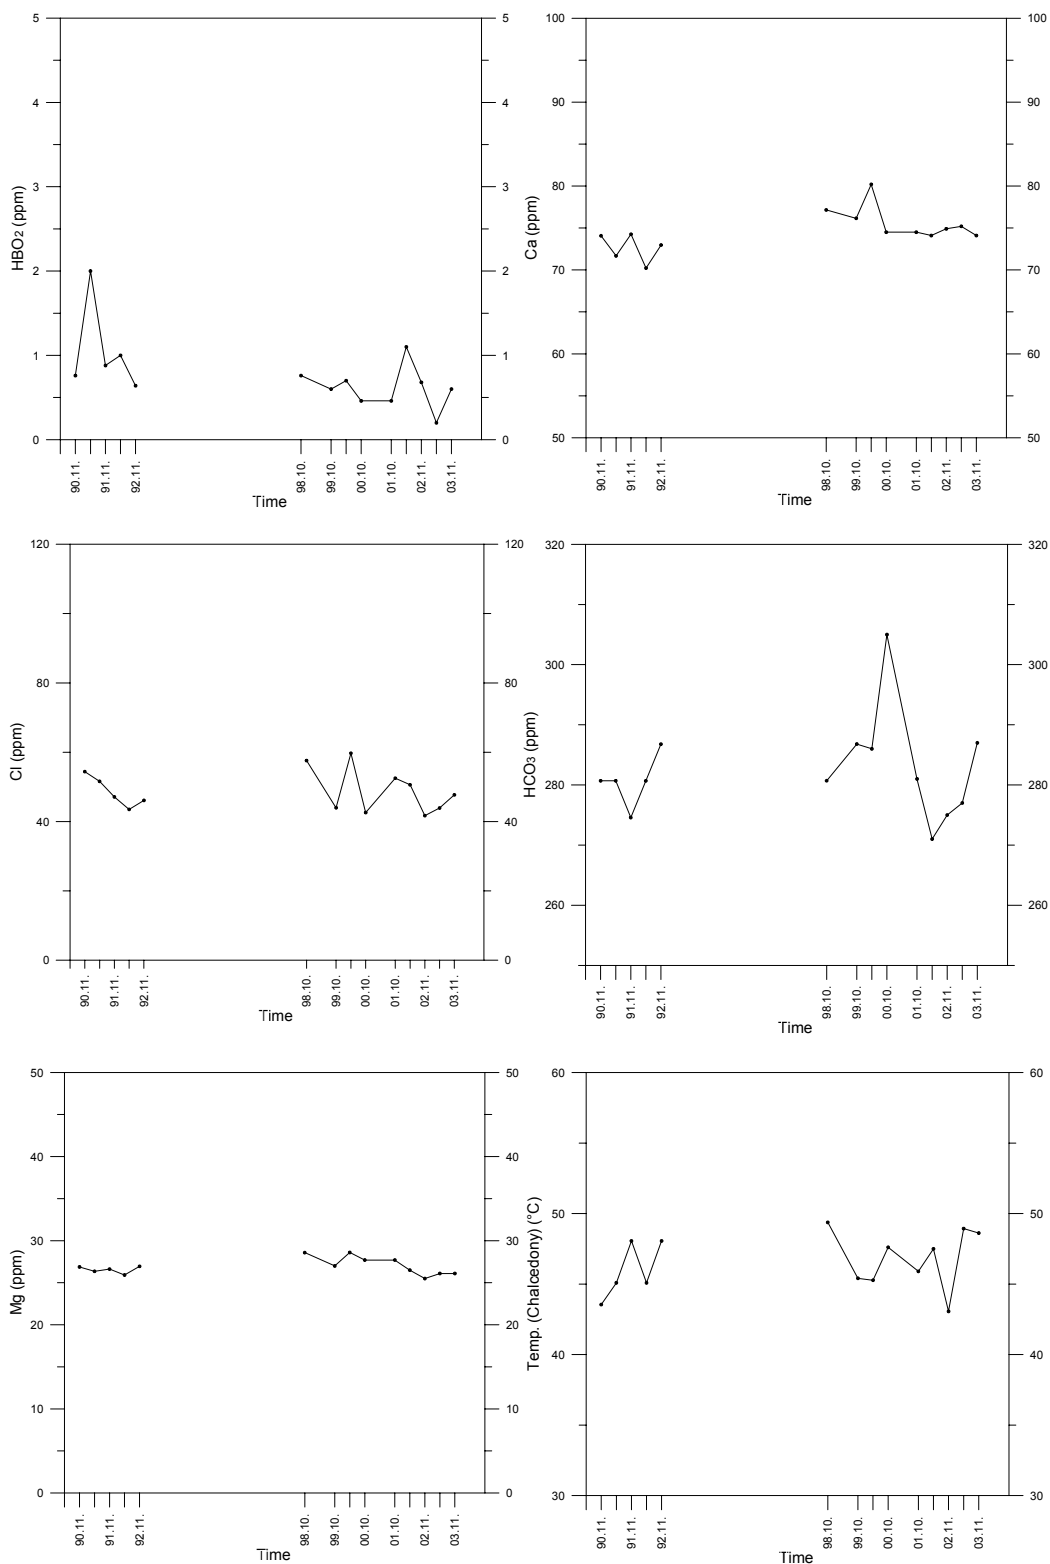 5 5
4 4
3 3
2 2
1 1
0 0
HBO2 (ppm)
90.11. 91.11. 92.11. 98.10. 99.10. 00.10. 01.10. 02.11. 03.11.
Time
100 100
90 90
80 80
70 70
60 60
50 50
Ca (ppm)
90.11. 91.11. 92.11. 98.10. 99.10. 00.10. 01.10. 02.11. 03.11.
Time
120 120
80 80
40 40
0 0
Cl (ppm)
90.11. 91.11. 92.11. 98.10. 99.10. 00.10. 01.10. 02.11. 03.11.
Time
320 320
300 300
280 280
260 260
HCO3 (ppm)
90.11. 91.11. 92.11. 98.10. 99.10. 00.10. 01.10. 02.11. 03.11.
Time
50 50
40 40
30 30
20 20
10 10
0 0
Mg (ppm)
90.11. 91.11. 92.11. 98.10. 99.10. 00.10. 01.10. 02.11. 03.11.
Time
60 60
50 50
40 40
30 30
Temp. (Chalcedony) (°C)
90.11. 91.11. 92.11. 98.10. 99.10. 00.10. 01.10. 02.11. 03.11.
Time